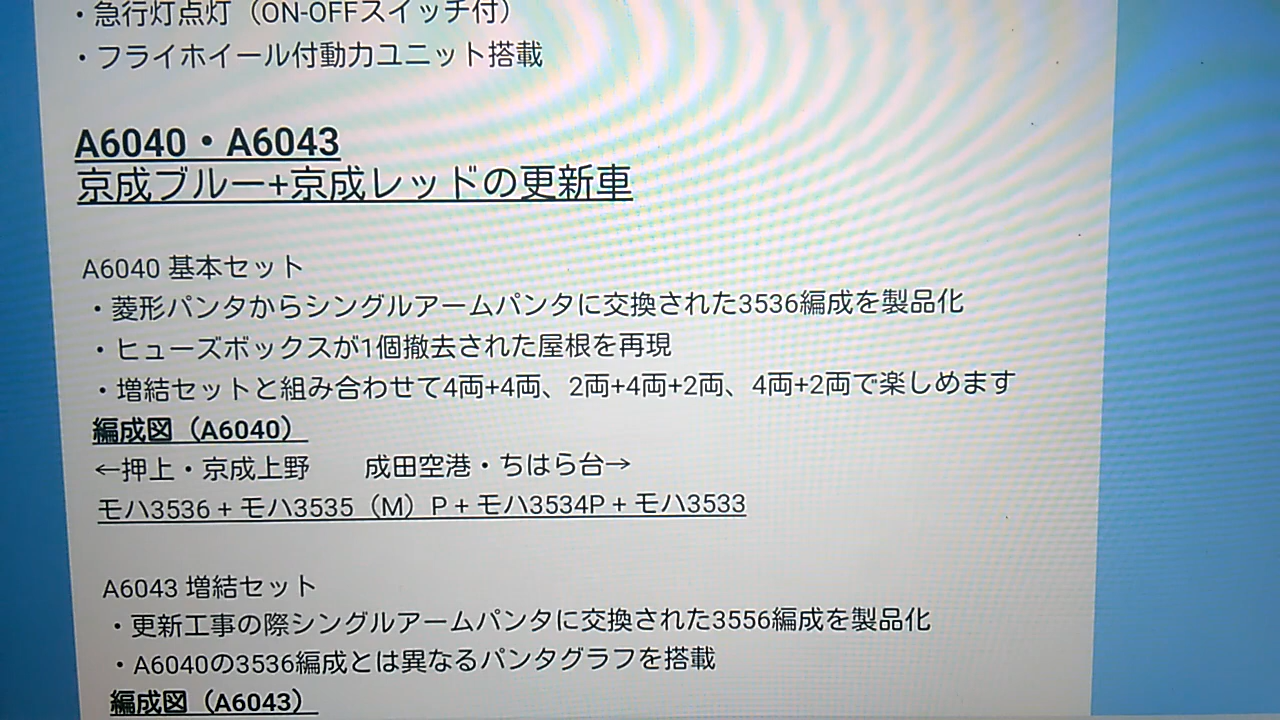 ・急行灯点灯（ON-OFFスイッチ付）
・フライホイール付動力ユニット搭載
A6040・A6043
京成ブルー+京成レッドの更新車
A6040 基本セット
・菱形パンタからシングルアームパンタに交換された3536編成を製品化
・ヒューズボックスが1個撤去された屋根を再現
・増結セットと組み合わせて4両+4両、2両+4両+2両、4両+2両で楽しめます
編成図（A6040）
←押上・京成上野　　成田空港・ちはら台→
モハ3536 + モハ3535（M）P + モハ3534P + モハ3533
A6043 増結セット
・更新工事の際シングルアームパンタに交換された3556編成を製品化
・A6040の3536編成とは異なるパンタグラフを搭載
編成図（A6043）